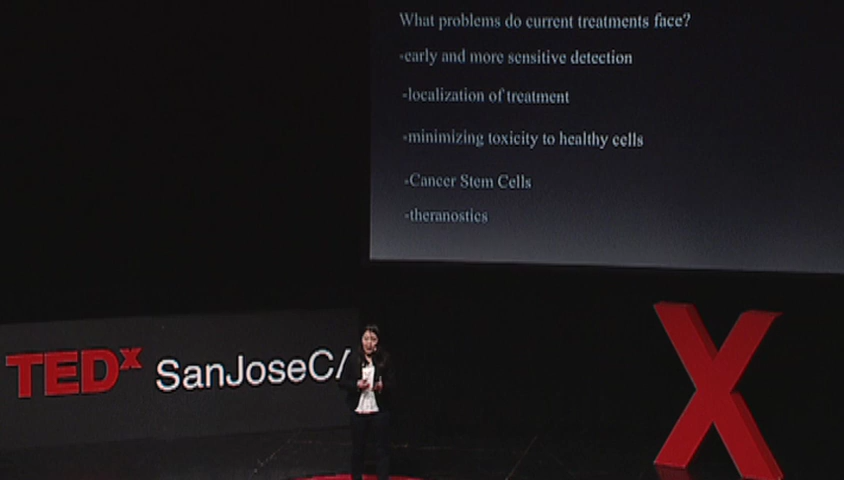 What problems do current treatments face?
-early and more sensitive detection
-localization of treatment
-minimizing toxicity to healthy cells
-Cancer Stem Cells
-theranostics
TEDx
SanJoseCA
X